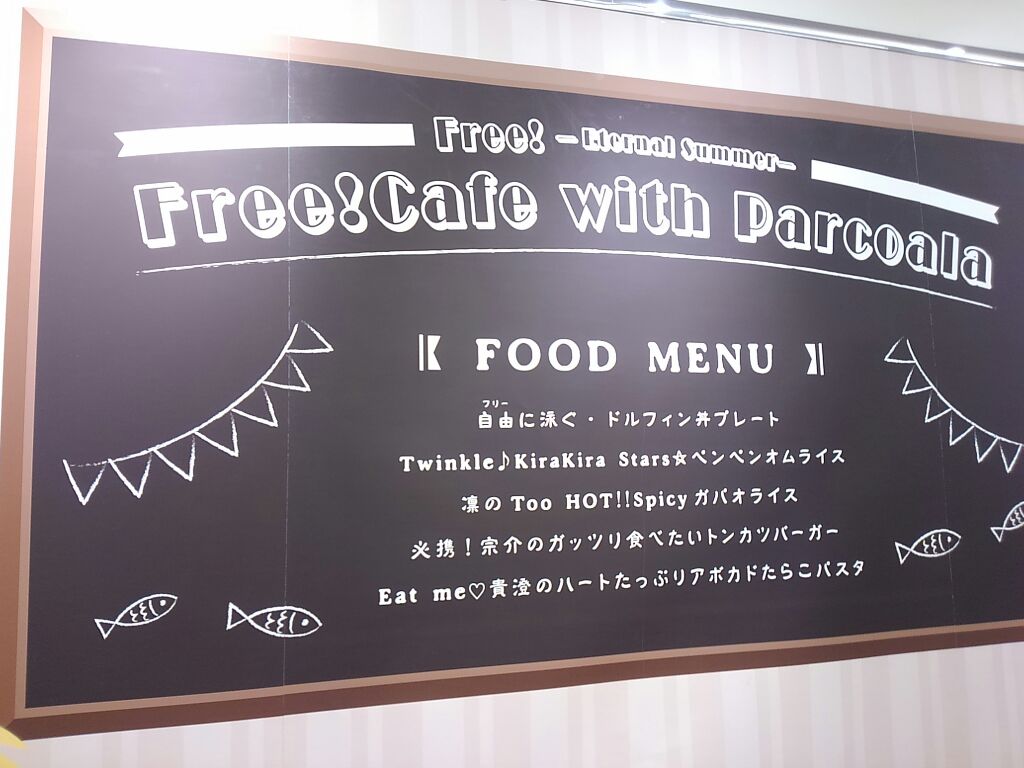 Free! -Eternal Summer-
Free!Cafe with Parcoala
FOOD MENU
フリー
自由に泳ぐ・ドルフィン丼プレート
Twinkle♪KiraKira Stars☆ペンペンオムライス
凛のToo HOT!!Spicyガパオライス
必携！宗介のガッツリ食べたいトンカツバーガー
Eat me♡貴澄のハートたっぷりアボカドたらこパスタ